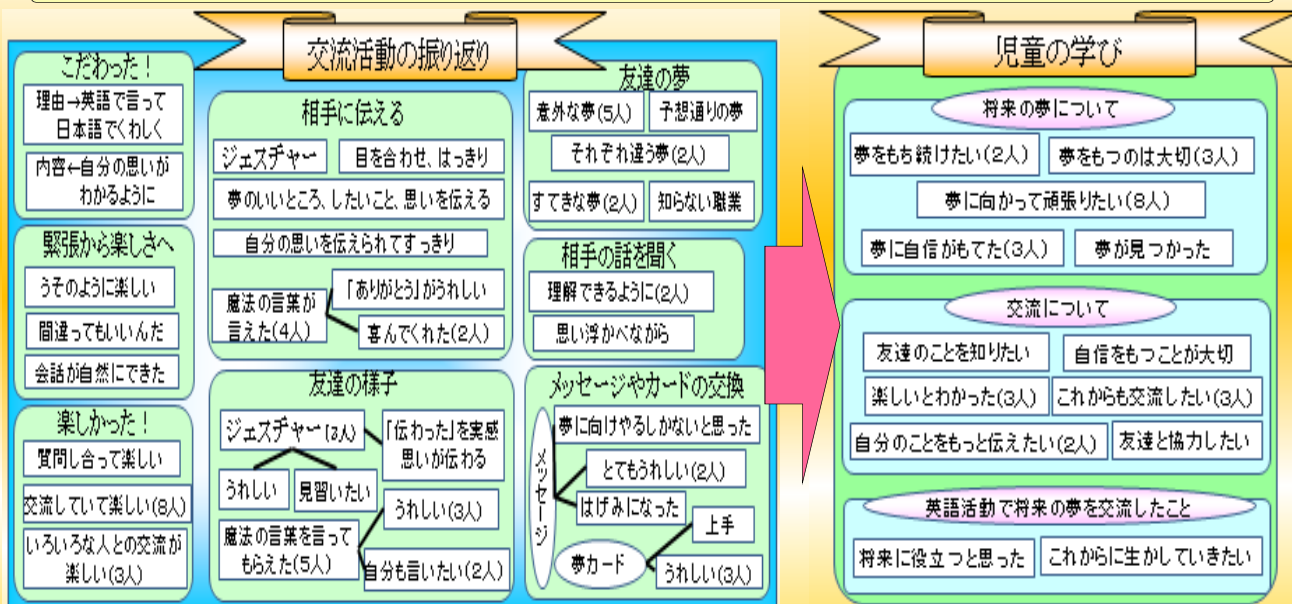 交流活動の振り返り
こだわった！
理由→英語で言って
日本語でくわしく
内容←自分の思いが
わかるように
緊張から楽しさへ
うそのように楽しい
間違ってもいいんだ
会話が自然にできた
楽しかった！
質問し合って楽しい
交流していて楽しい(8人)
いろいろな人との交流が
楽しい(3人)
相手に伝える
ジェスチャー
目を合わせ、はっきり
夢のいいところ、したいこと、思いを伝える
自分の思いを伝えられてすっきり
魔法の言葉が
言えた(4人)
「ありがとう」がうれしい
喜んでくれた(2人)
友達の様子
ジェスチャー(3人)
「伝わった」を実感
思いが伝わる
うれしい
見習いたい
魔法の言葉を言って
もらえた(5人)
うれしい(3人)
自分も言いたい(2人)
友達の夢
意外な夢(5人)
予想通りの夢
それぞれ違う夢(2人)
すてきな夢(2人)
知らない職業
相手の話を聞く
理解できるように(2人)
思い浮かべながら
メッセージやカードの交換
メッセージ
夢に向けやるしかないと思った
とてもうれしい(2人)
はげみになった
夢カード
上手
うれしい(3人)
児童の学び
将来の夢について
夢をもち続けたい(2人)
夢をもつのは大切(3人)
夢に向かって頑張りたい(8人)
夢に自信がもてた(3人)
夢が見つかった
交流について
友達のことを知りたい
自信をもつことが大切
楽しいとわかった(3人)
これからも交流したい(3人)
自分のことをもっと伝えたい(2人)
友達と協力したい
英語活動で将来の夢を交流したこと
将来に役立つと思った
これからに生かしていきたい